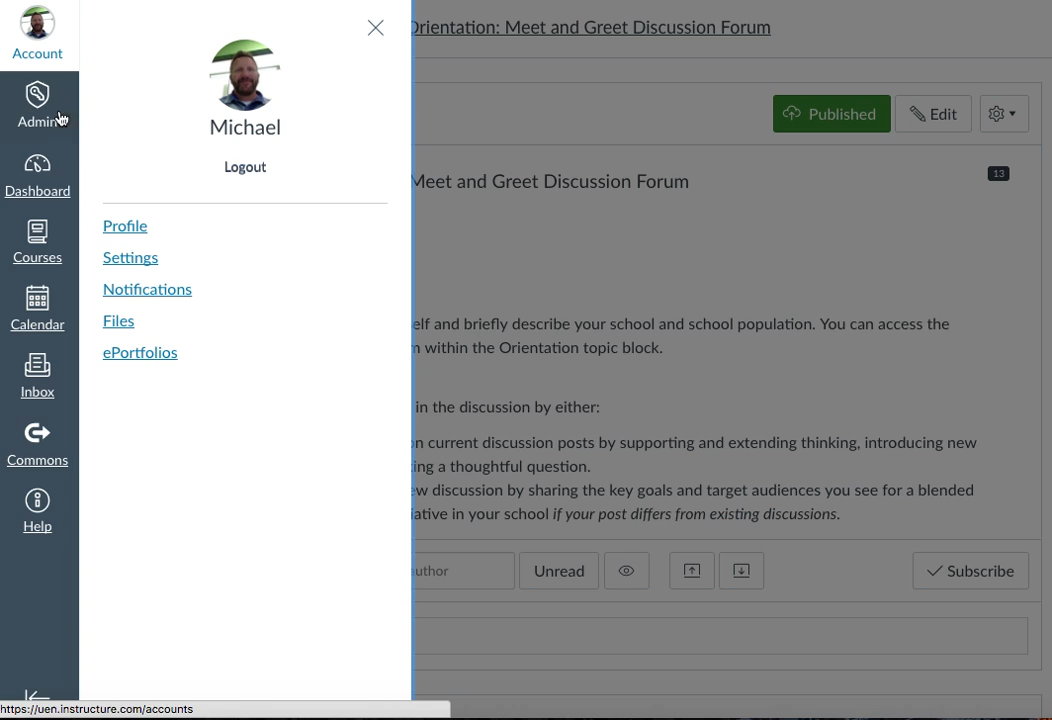 Account
Admin
Dashboard
Courses
Calendar
Inbox
Commons
Help
Michael
Logout
Profile
Settings
Notifications
Files
ePortfolios
Orientation: Meet and Greet Discussion Forum
Published
Edit
Meet and Greet Discussion Forum
13
elf and briefly describe your school and school population. You can access the
within the Orientation topic block.
in the discussion by either:
on current discussion posts by supporting and extending thinking, introducing new
ing a thoughtful question.
ew discussion by sharing the key goals and target audiences you see for a blended
iative in your school if your post differs from existing discussions.
uthor
Unread
Subscribe
https://uen.instructure.com/accounts